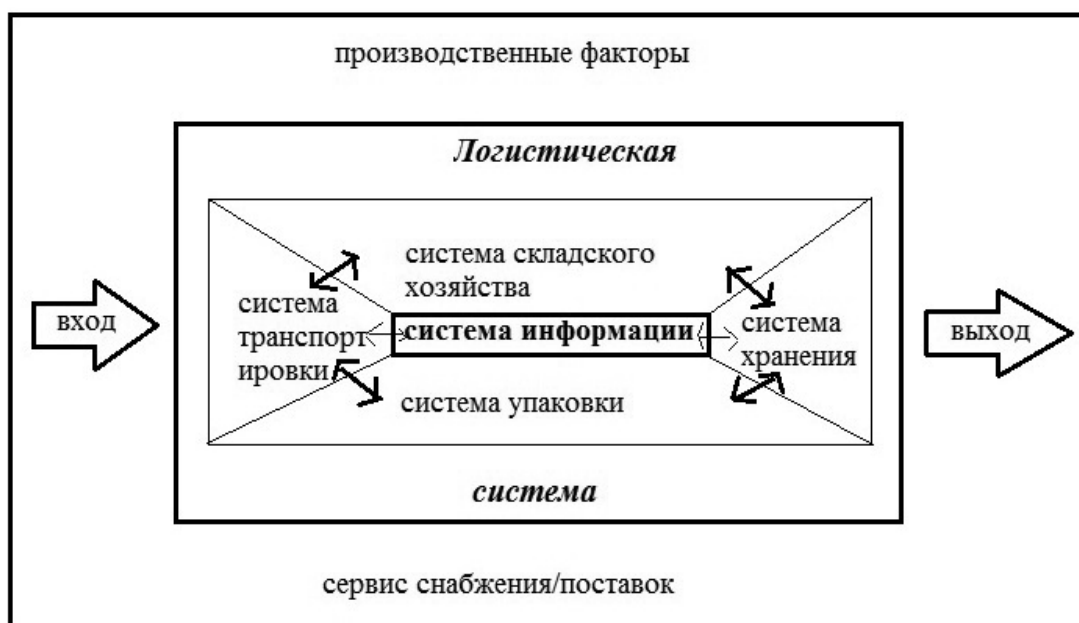 производственные факторы
Логистическая
система складского
хозяйства
вход
система
транспорт
ировки
система информации
система
хранения
выход
система упаковки
система
сервис снабжения/поставок